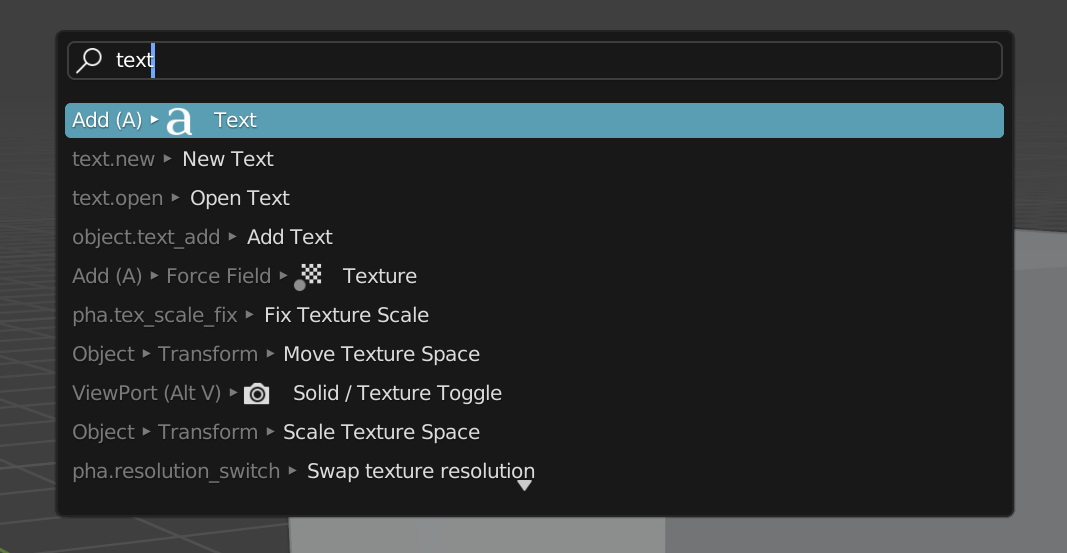 text
Add (A) ▸ a Text
text.new ▸ New Text
text.open ▸ Open Text
object.text_add ▸ Add Text
Add (A) ▸ Force Field ▸ Texture
pha.tex_scale_fix ▸ Fix Texture Scale
Object ▸ Transform ▸ Move Texture Space
ViewPort (Alt V) ▸ Solid / Texture Toggle
Object ▸ Transform ▸ Scale Texture Space
pha.resolution_switch ▸ Swap texture resolution